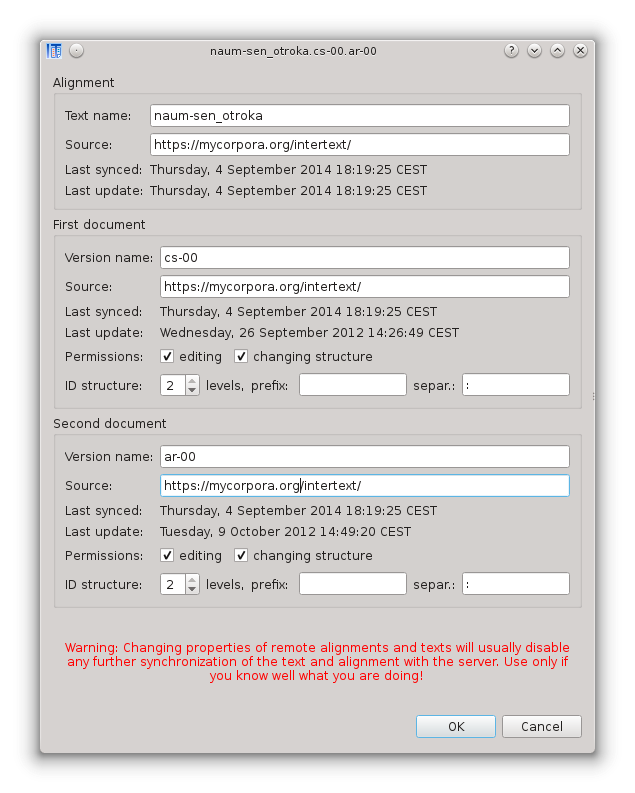 naum-sen_otroka.cs-00.ar-00
Alignment
Text name: naum-sen_otroka
Source: https://mycorpora.org/intertext/
Last synced: Thursday, 4 September 2014 18:19:25 CEST
Last update: Thursday, 4 September 2014 18:19:25 CEST
First document
Version name: cs-00
Source: https://mycorpora.org/intertext/
Last synced: Thursday, 4 September 2014 18:19:25 CEST
Last update: Wednesday, 26 September 2012 14:26:49 CEST
Permissions: editing changing structure
ID structure: 2 levels, prefix: separ.: :
Second document
Version name: ar-00
Source: https://mycorpora.org/intertext/
Last synced: Thursday, 4 September 2014 18:19:25 CEST
Last update: Tuesday, 9 October 2012 14:49:20 CEST
Permissions: editing changing structure
ID structure: 2 levels, prefix: separ.: :
Warning: Changing properties of remote alignments and texts will usually disable
any further synchronization of the text and alignment with the server. Use only if
you know well what you are doing!
OK Cancel